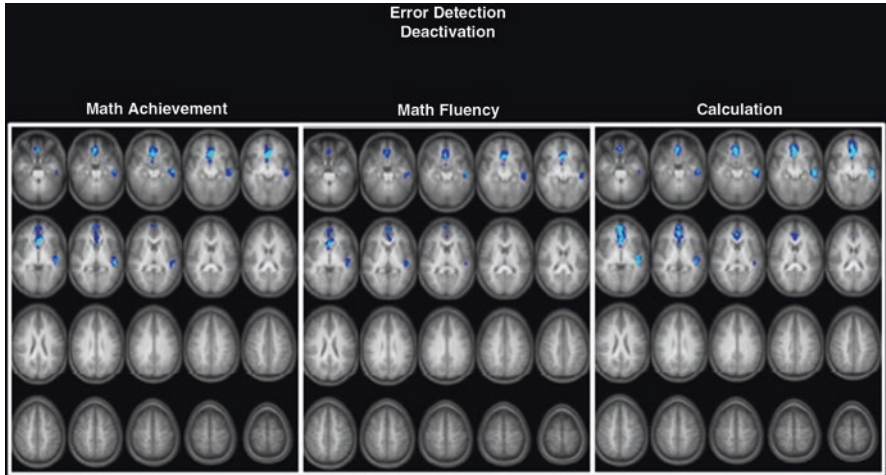 Error Detection
Deactivation
Math Achievement
Math Fluency
Calculation